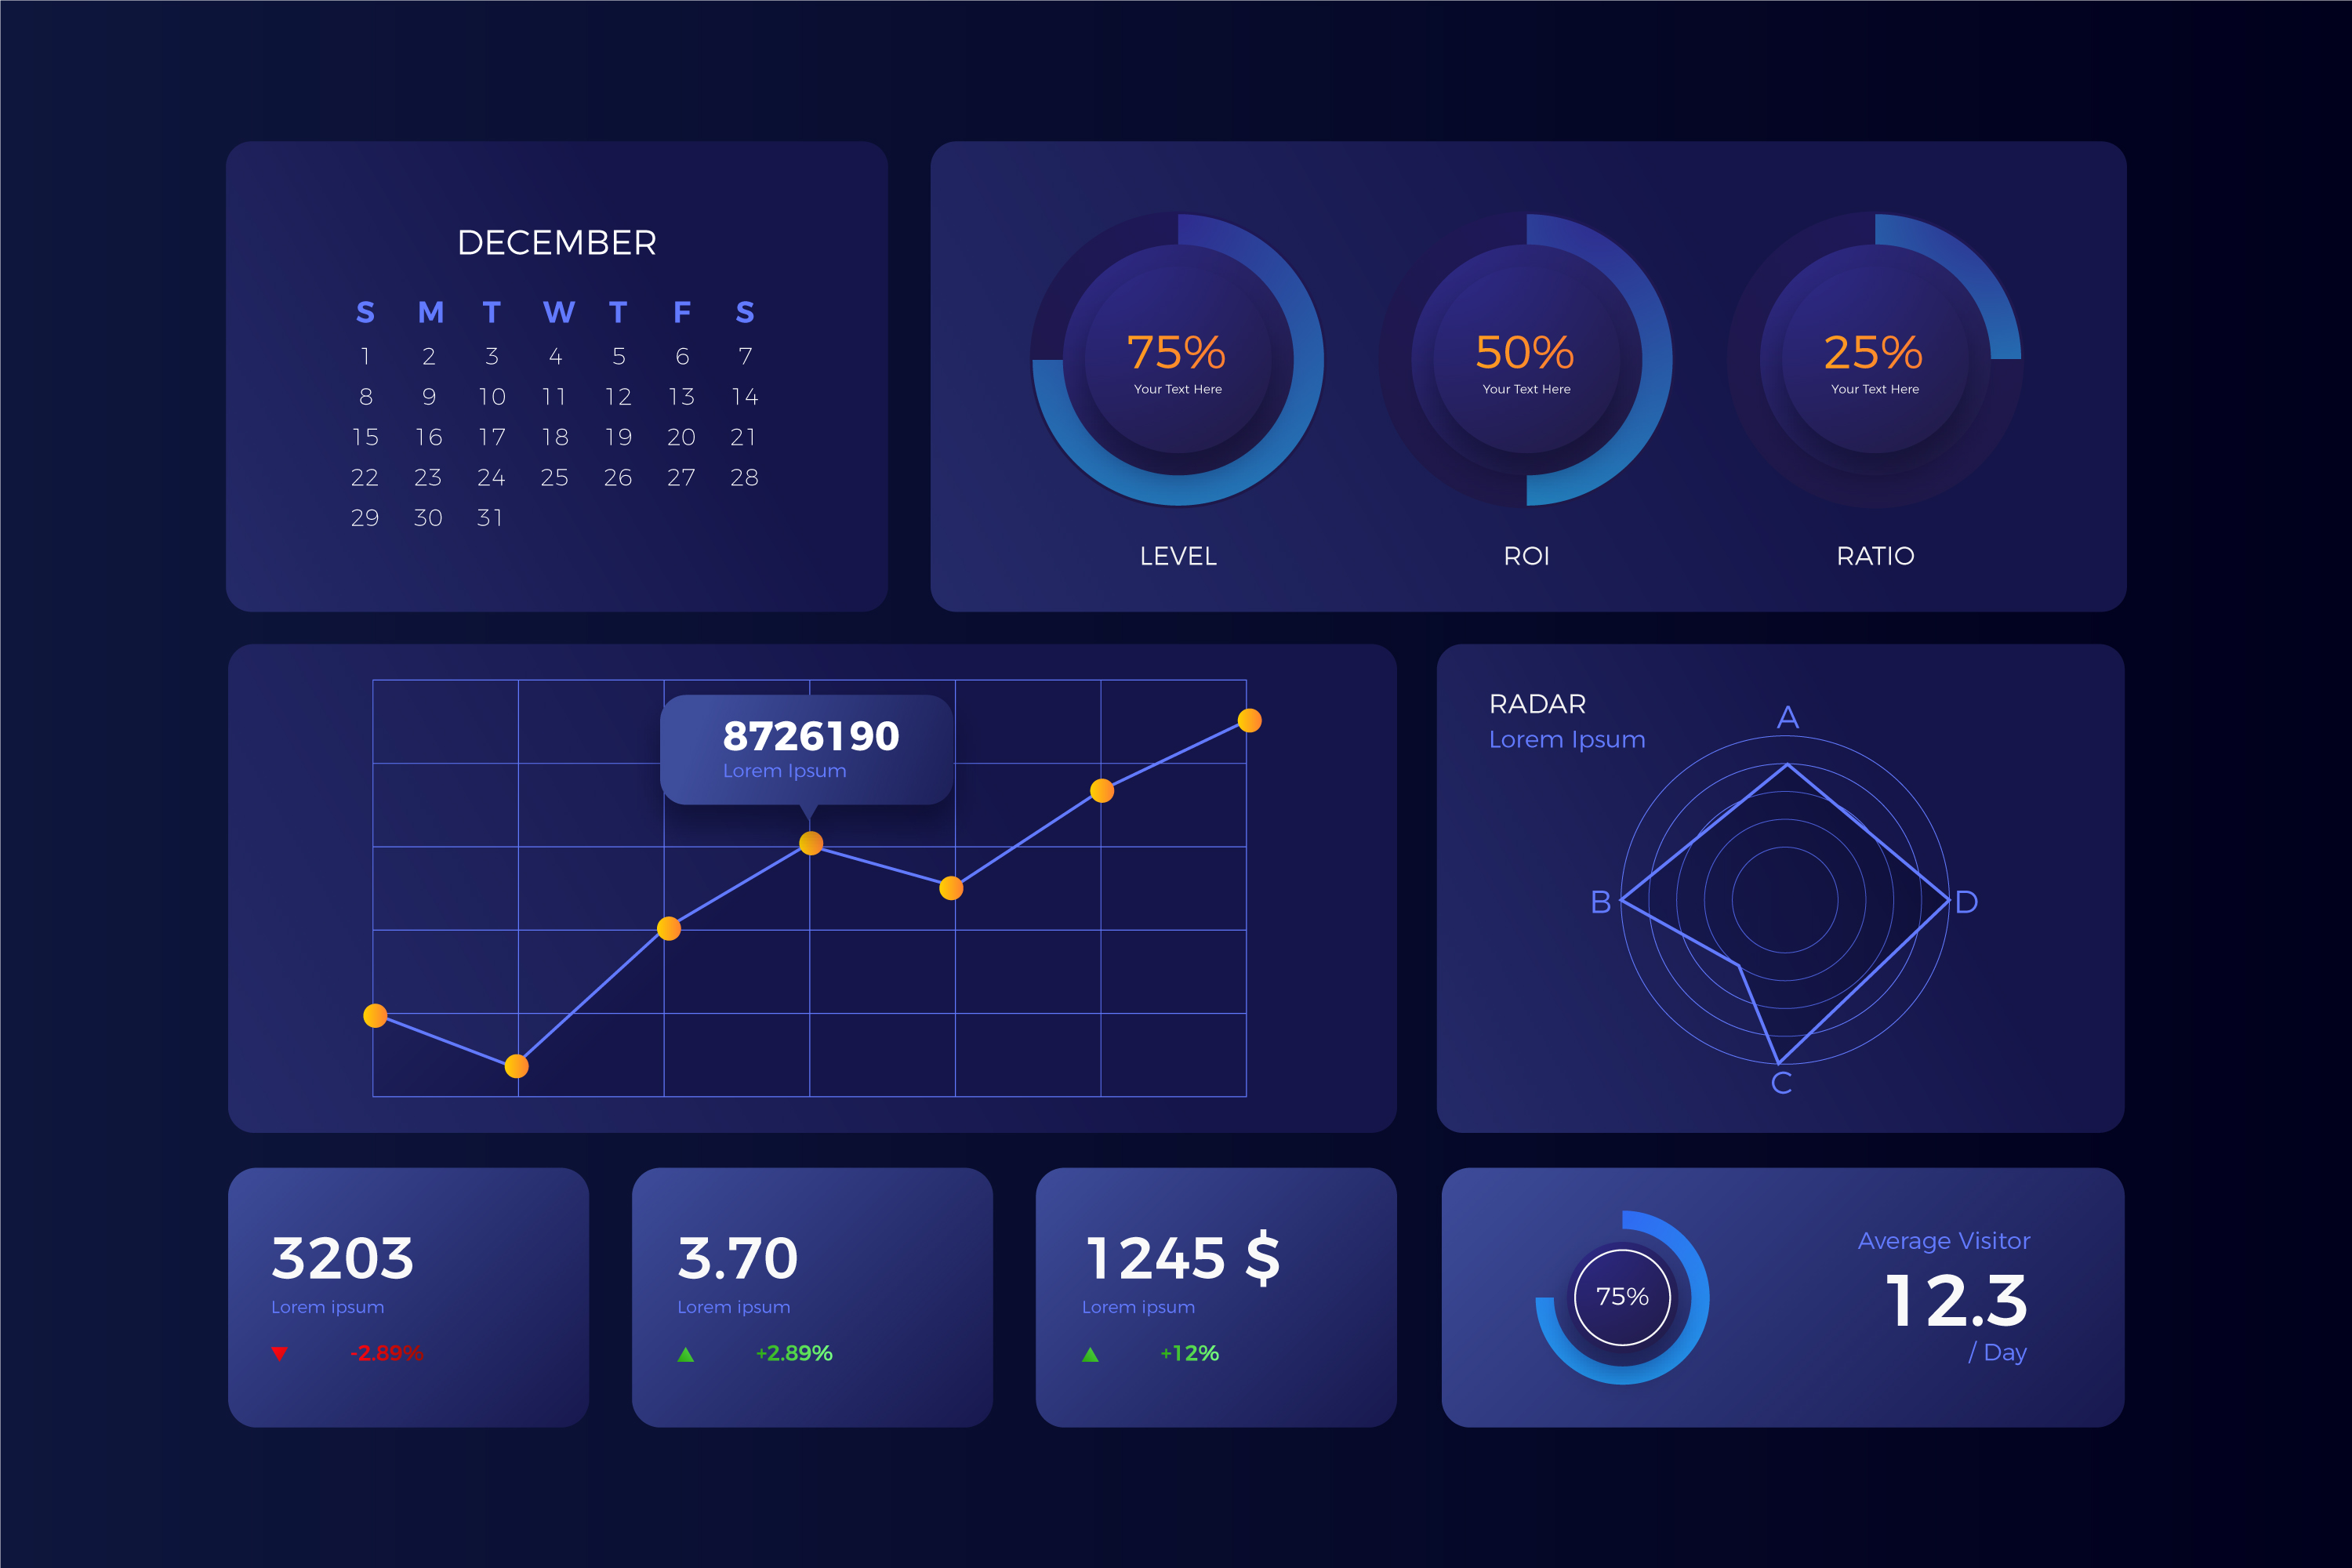 DECEMBER
S M T W T F S
1 2 3 4 5 6 7
8 9 10 11 12 13 14
15 16 17 18 19 20 21
22 23 24 25 26 27 28
29 30 31
75%
Your Text Here
LEVEL
50%
Your Text Here
ROI
25%
Your Text Here
RATIO
8726190
Lorem Ipsum
RADAR
Lorem Ipsum
A
B
D
C
3203
Lorem ipsum
-2.89%
3.70
Lorem ipsum
+2.89%
1245 $
Lorem ipsum
+12%
75%
Average Visitor
12.3
/ Day